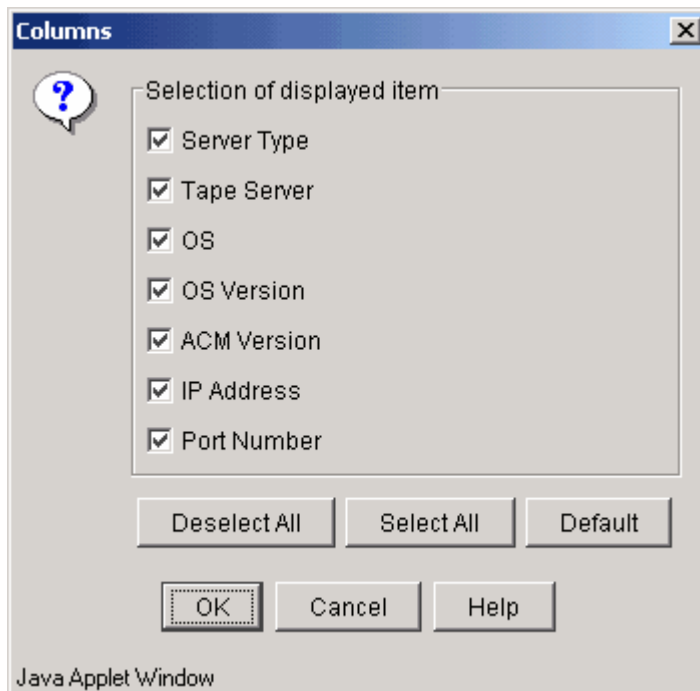 Columns
?
Selection of displayed item
Server Type
Tape Server
OS
OS Version
ACM Version
IP Address
Port Number
Deselect All Select All Default
OK Cancel Help
Java Applet Window